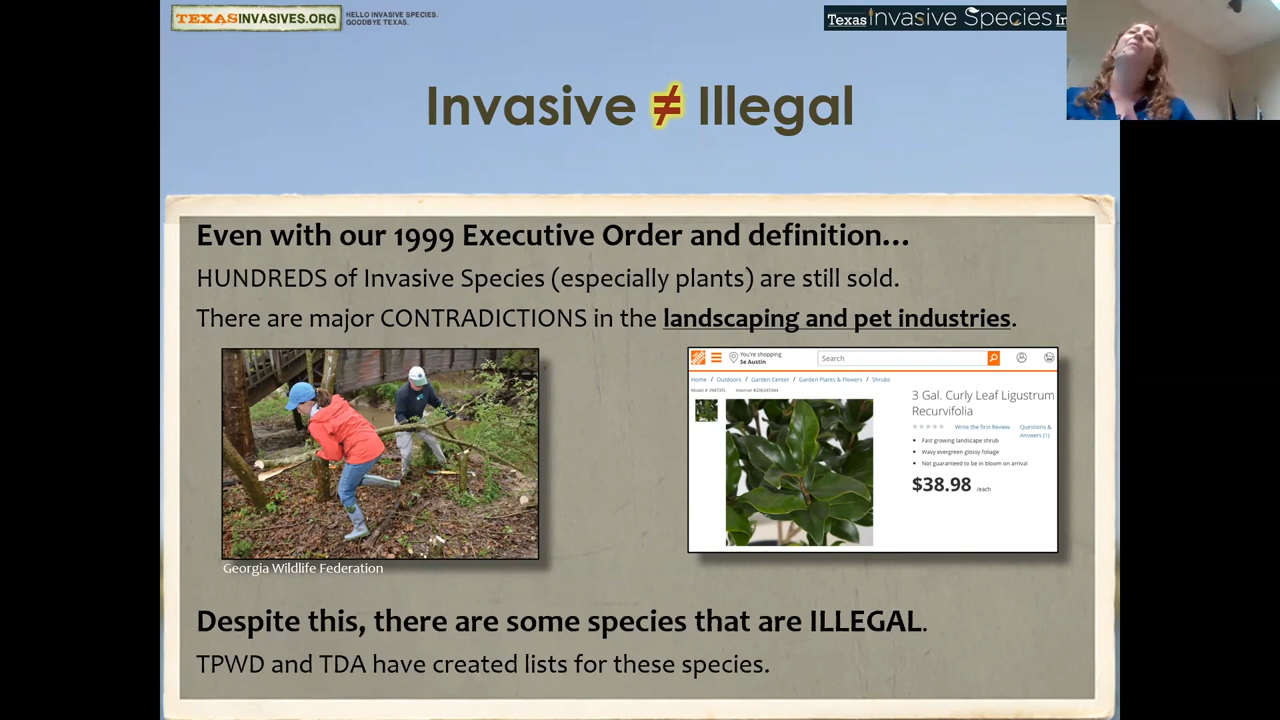 TEXASINVASIVES.ORG
HELLO INVASIVE SPECIES.
GOODBYE TEXAS.
Texas Invasive Species
Invasive ≠ Illegal
Even with our 1999 Executive Order and definition...
HUNDREDS of Invasive Species (especially plants) are still sold.
There are major CONTRADICTIONS in the landscaping and pet industries.
You're shopping
Se Austin
Search
Home / Outdoors / Garden Center / Garden Plants & Flowers / Shrubs
3 Gal. Curly Leaf Ligustrum
Recurvifolia
Write the first Review
Questions &
Answers (1)
Fast growing landscape shrub
Wavy evergreen glossy foliage
Not guaranteed to be in bloom on arrival
$38.98 /each
Georgia Wildlife Federation
Despite this, there are some species that are ILLEGAL.
TPWD and TDA have created lists for these species.